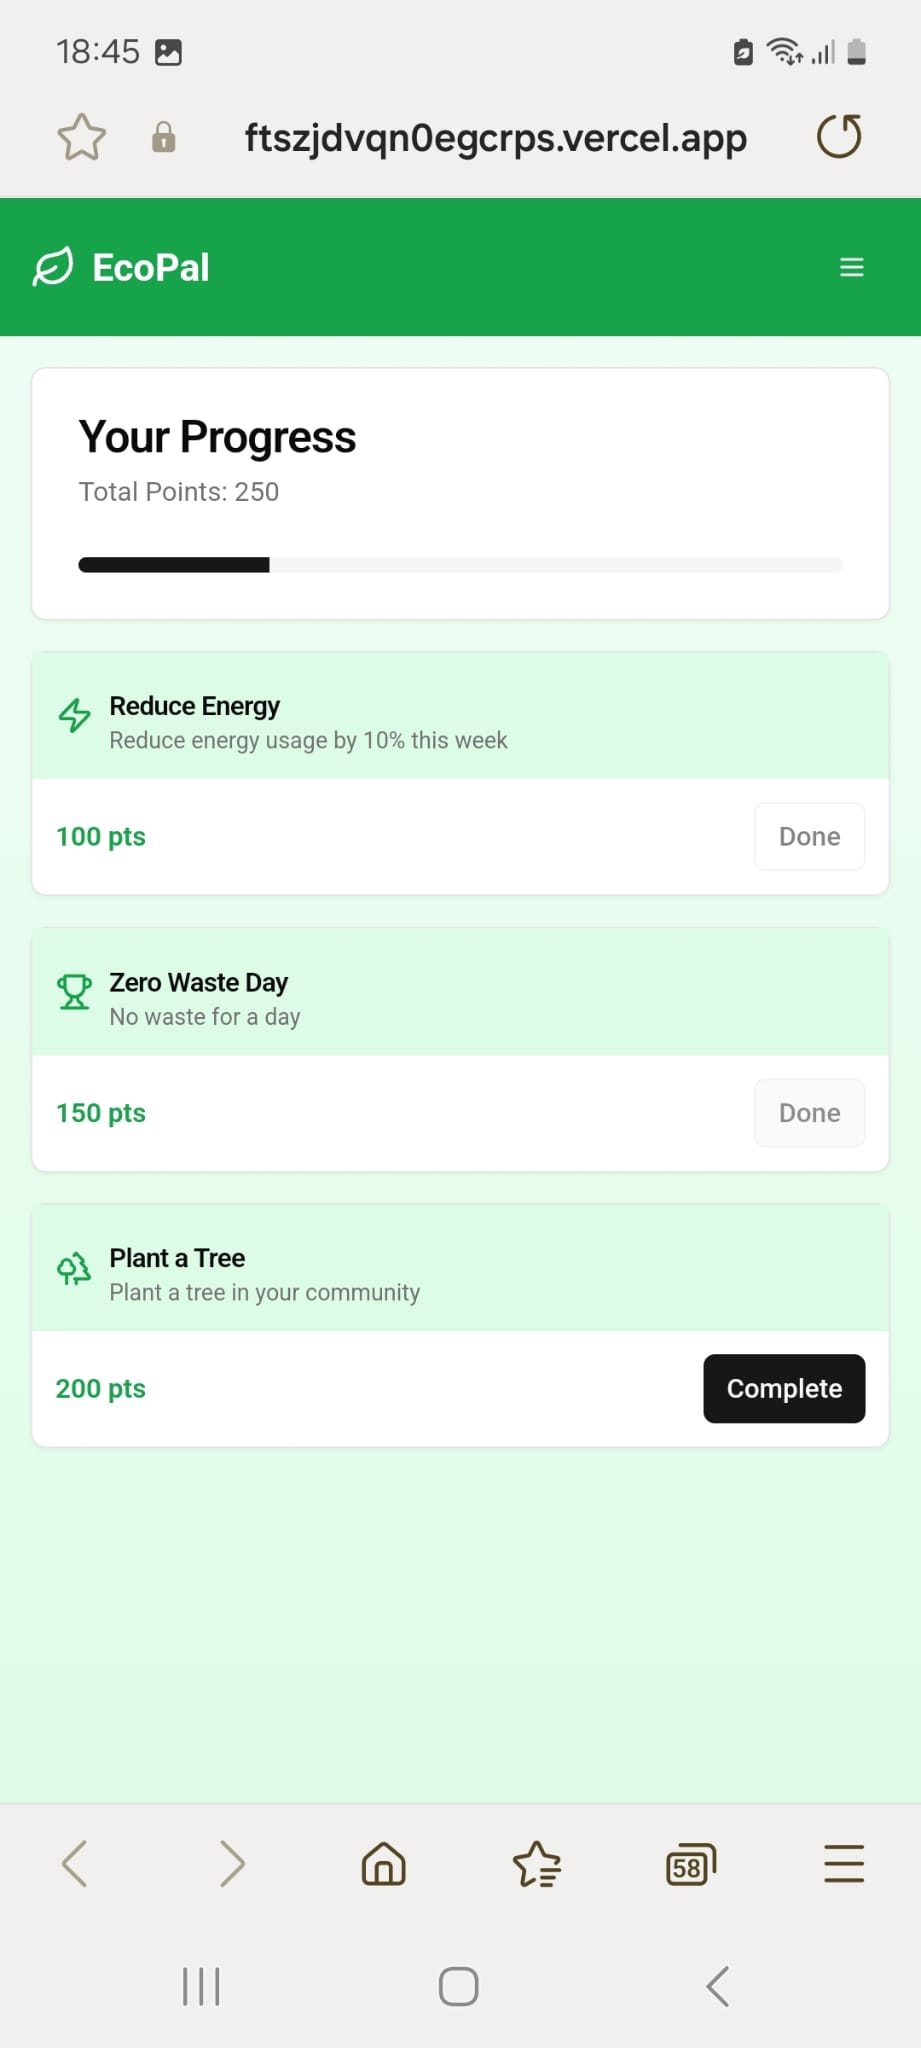 18:45
ftszjdvqn0egcrps.vercel.app
EcoPal
Your Progress
Total Points: 250
Reduce Energy
Reduce energy usage by 10% this week
100 pts
Done
Zero Waste Day
No waste for a day
150 pts
Done
Plant a Tree
Plant a tree in your community
200 pts
Complete
58